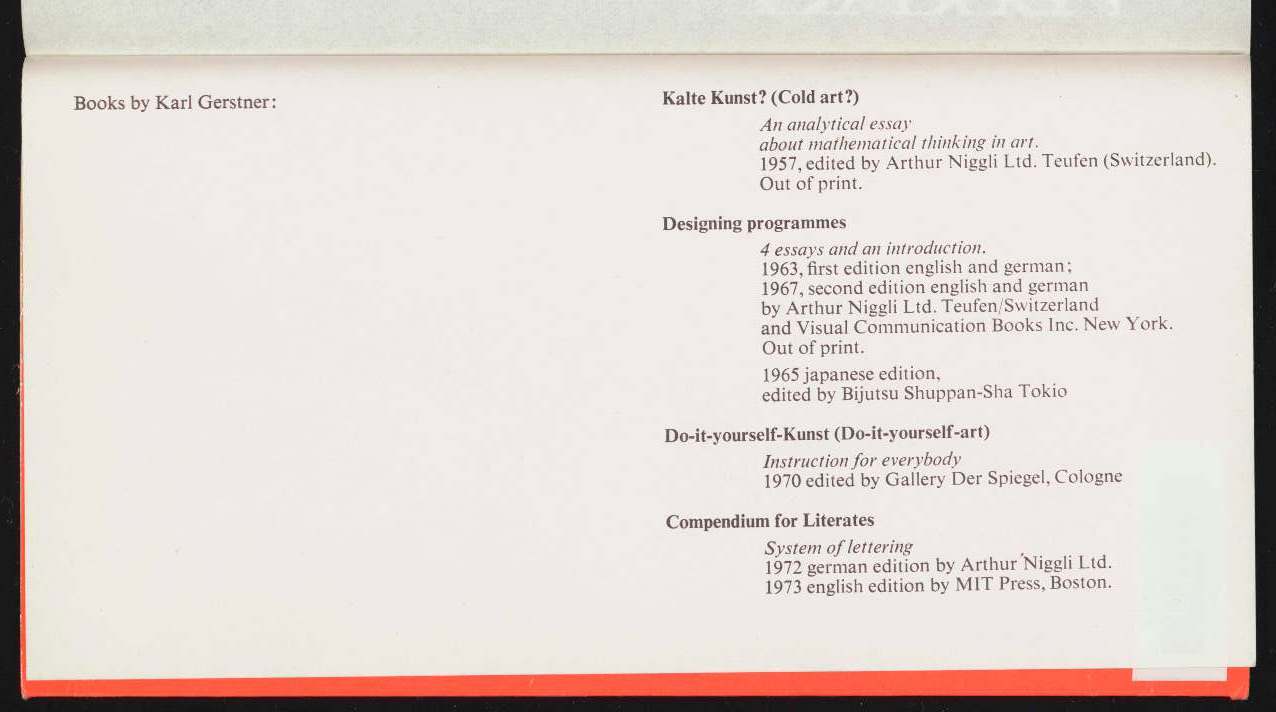 Books by Karl Gerstner:
Kalte Kunst? (Cold art?)
An analytical essay
about mathematical thinking in art.
1957, edited by Arthur Niggli Ltd. Teufen (Switzerland).
Out of print.
Designing programmes
4 essays and an introduction.
1963, first edition english and german;
1967, second edition english and german
by Arthur Niggli Ltd. Teufen/Switzerland
and Visual Communication Books Inc. New York.
Out of print.
1965 japanese edition,
edited by Bijutsu Shuppan-Sha Tokio
Do-it-yourself-Kunst (Do-it-yourself-art)
Instruction for everybody
1970 edited by Gallery Der Spiegel, Cologne
Compendium for Literates
System of lettering
1972 german edition by Arthur Niggli Ltd.
1973 english edition by MIT Press, Boston.